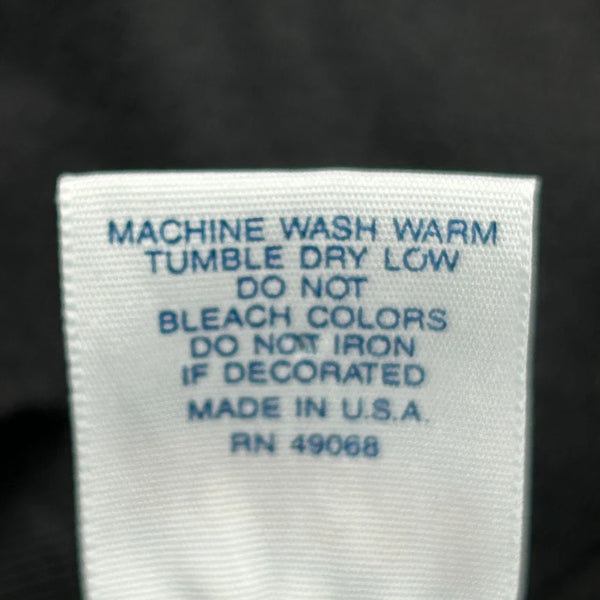 MACHINE WASH WARM
TUMBLE DRY LOW
DO NOT
BLEACH COLORS
DO NOT IRON
IF DECORATED
MADE IN U.S.A.
RN 49068